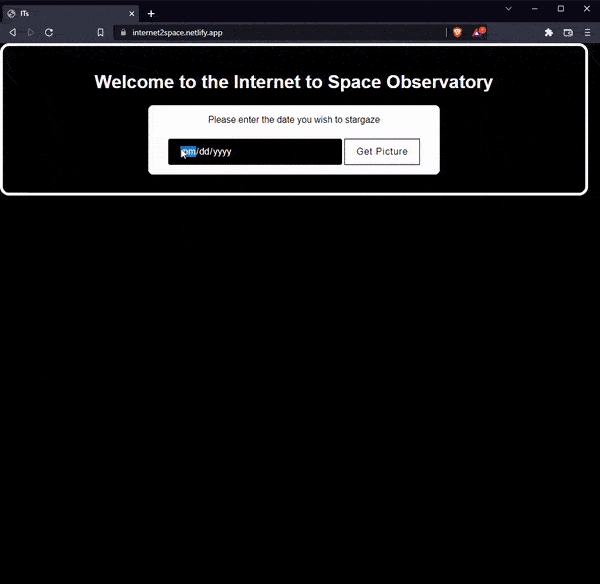 ITs
internet2space.netlify.app
Welcome to the Internet to Space Observatory
Please enter the date you wish to stargaze
mm/dd/yyyy
Get Picture